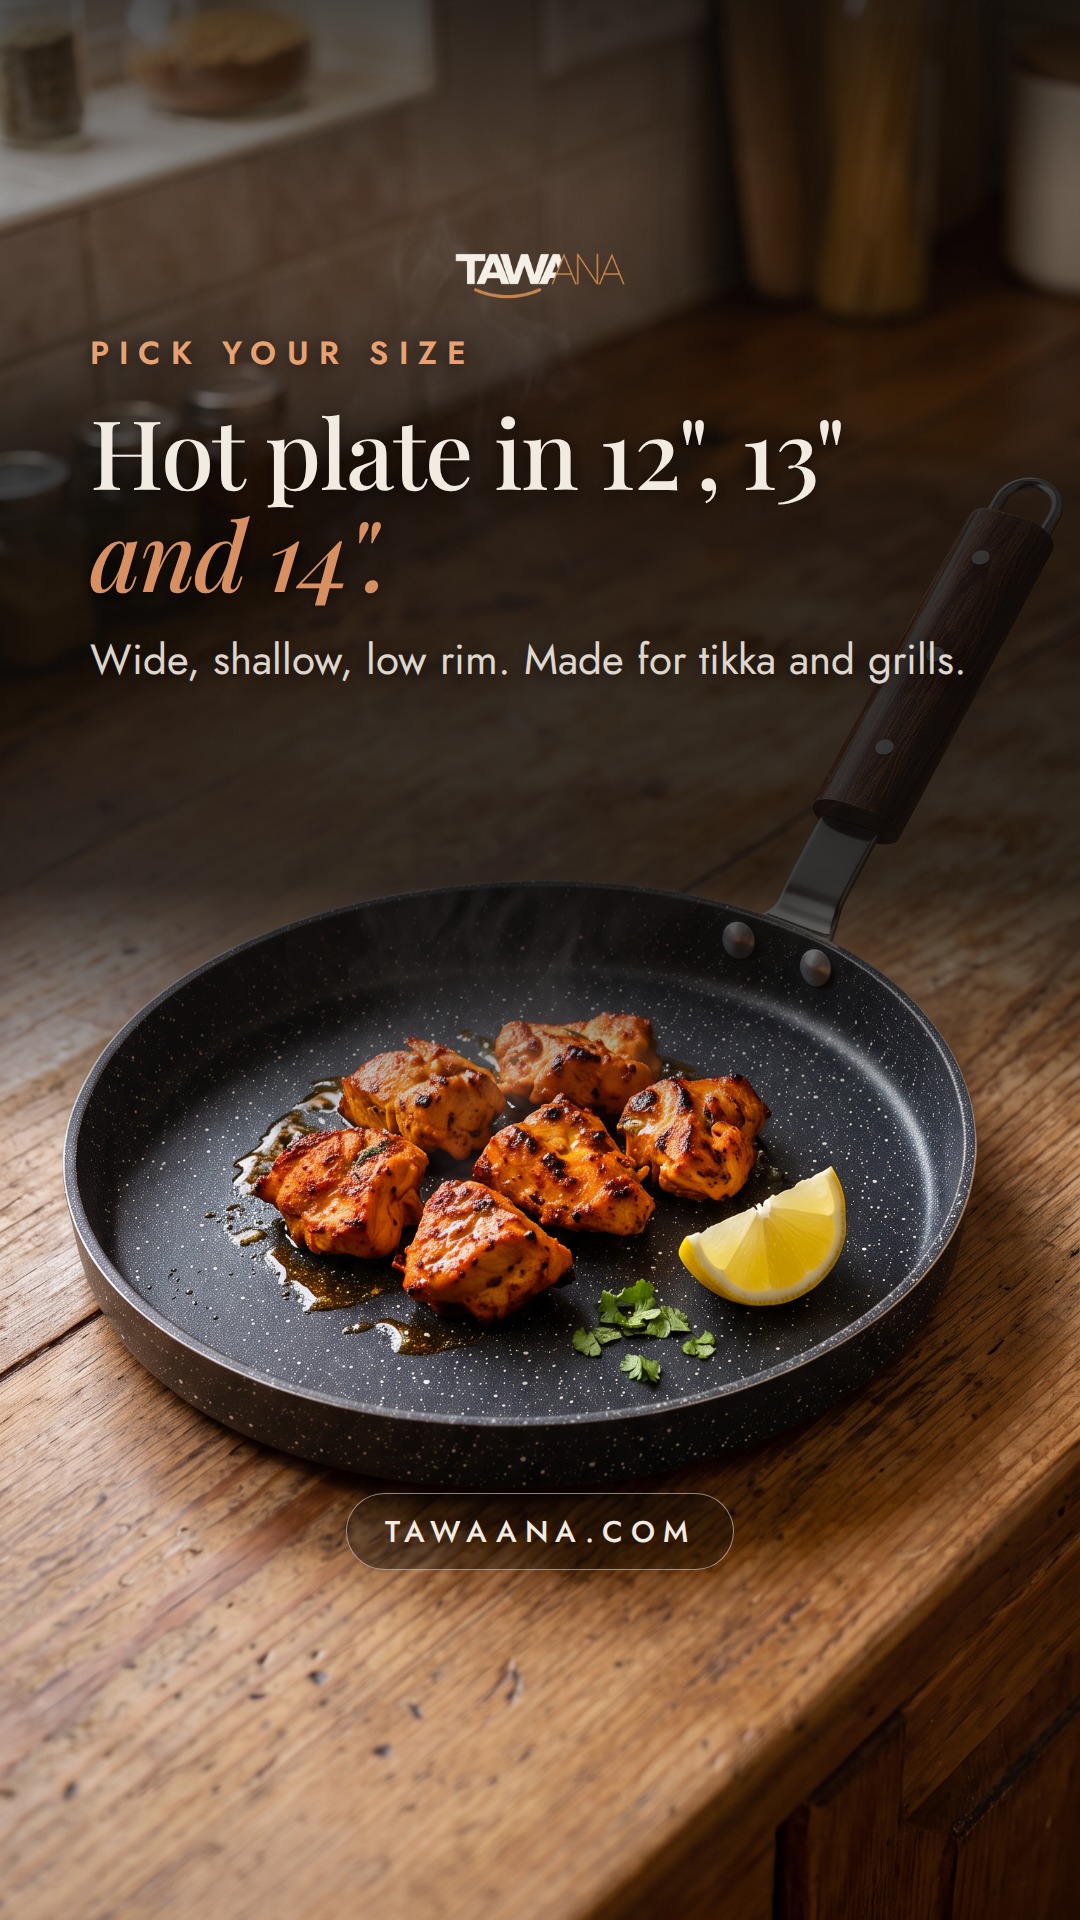 TAWAANA
PICK YOUR SIZE
Hot plate in 12", 13"
and 14".
Wide, shallow, low rim. Made for tikka and grills.
TAWAANA.COM